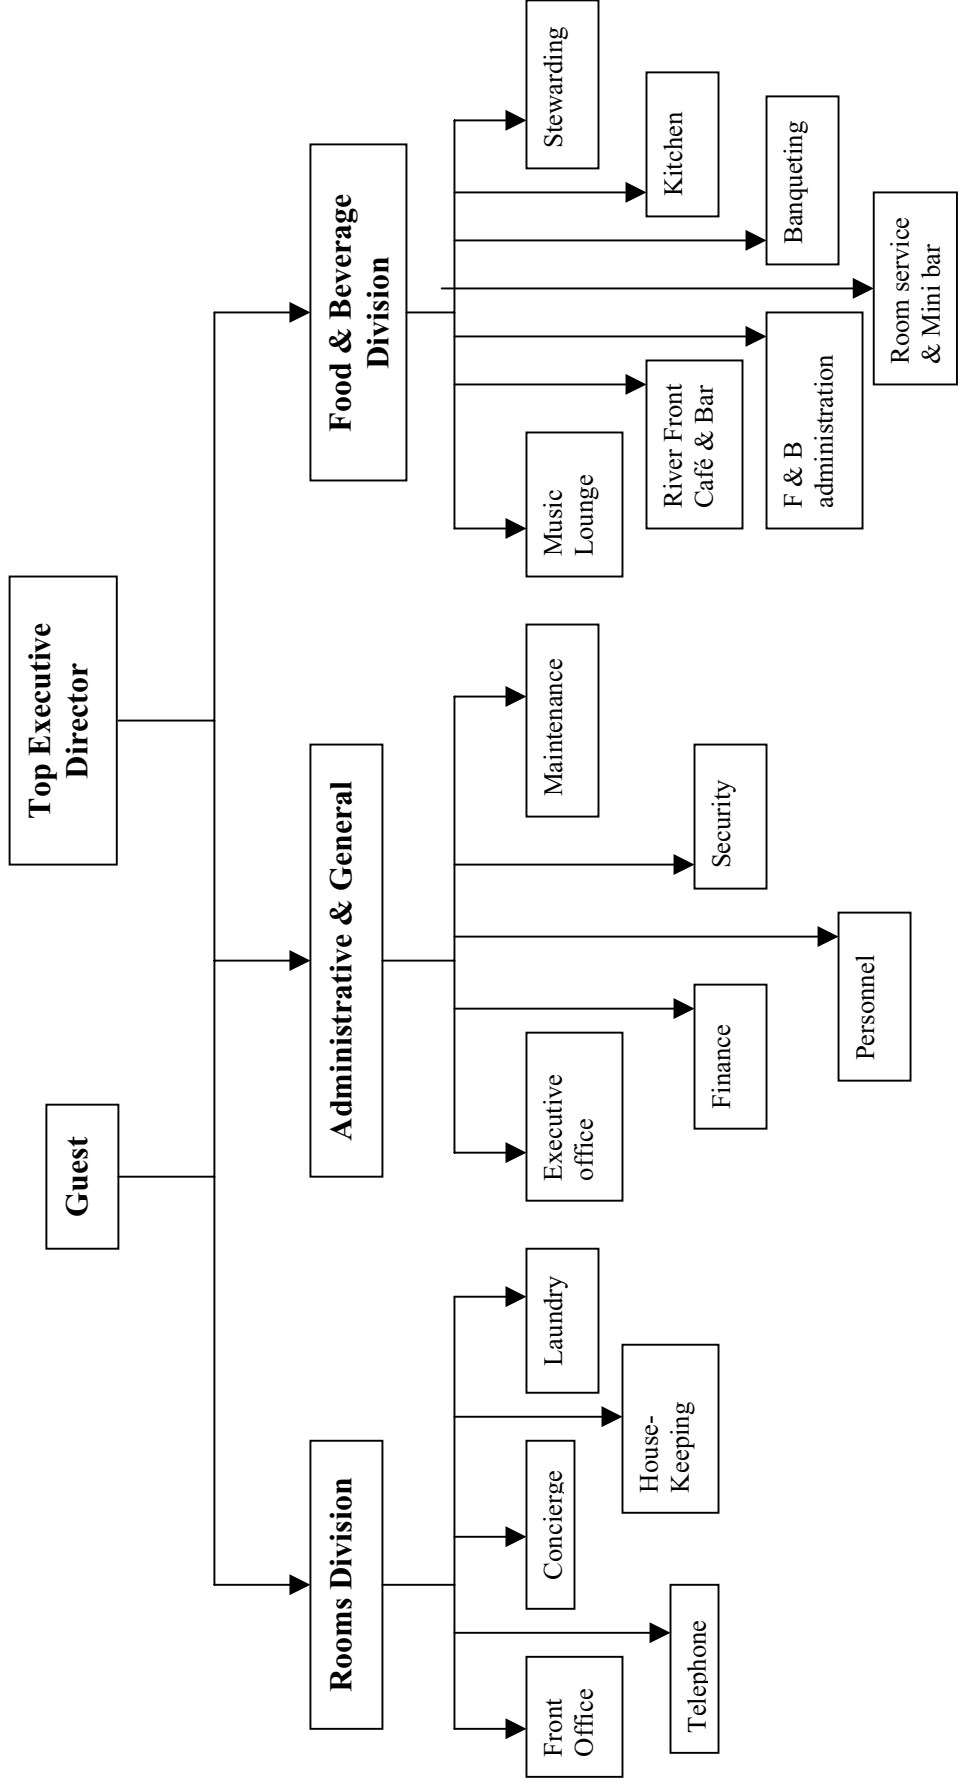 Guest
Top Executive
Director
Rooms Division
Administrative & General
Food & Beverage
Division
Front
Office
Telephone
Concierge
House-
Keeping
Laundry
Executive
office
Finance
Personnel
Security
Maintenance
Music
Lounge
River Front
Café & Bar
F & B
administration
Room service
& Mini bar
Banqueting
Kitchen
Stewarding